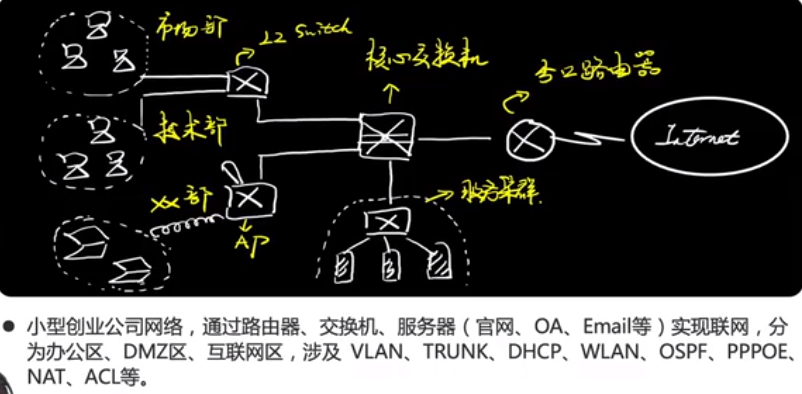 市场部
L2 Switch
核心交换机
出口路由器
技术部
Internet
xx部
服务集群
AP
● 小型创业公司网络，通过路由器、交换机、服务器（官网、OA、Email等）实现联网，分
为办公区、DMZ区、互联网区，涉及 VLAN、TRUNK、DHCP、WLAN、OSPF、PPPOE、
NAT、ACL等。